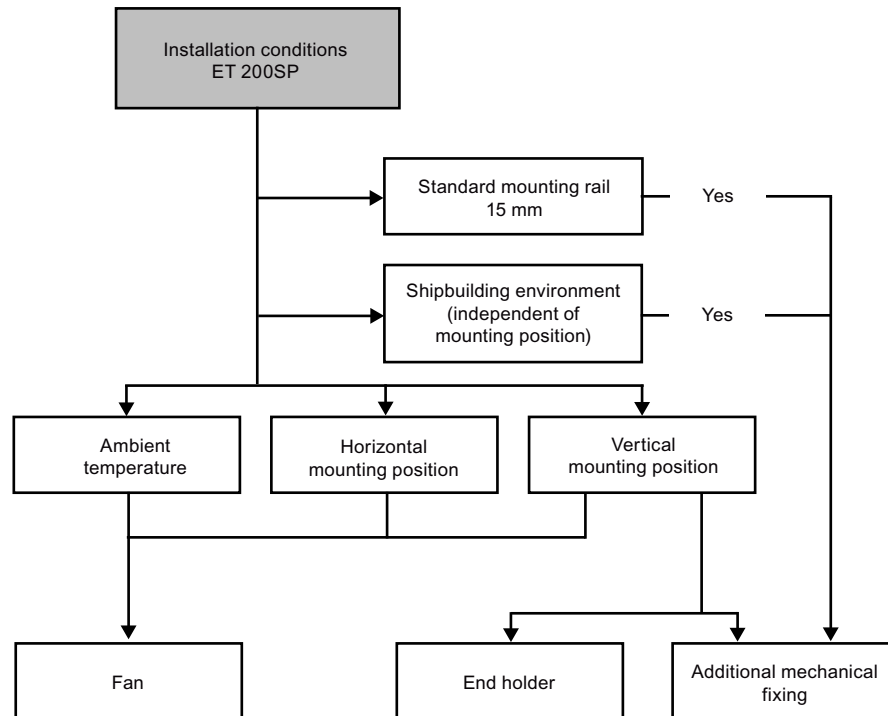 Installation conditions
ET 200SP
Standard mounting rail
15 mm
Yes
Shipbuilding environment
(independent of
mounting position)
Yes
Ambient
temperature
Horizontal
mounting position
Vertical
mounting position
Fan
End holder
Additional mechanical
fixing